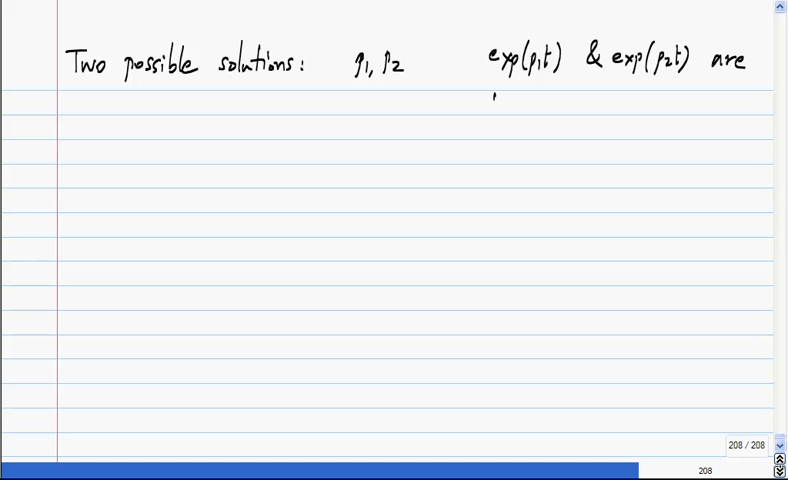 Two possible solutions: p1, p2 exp(p1t) & exp(p2t) are
208 / 208
208